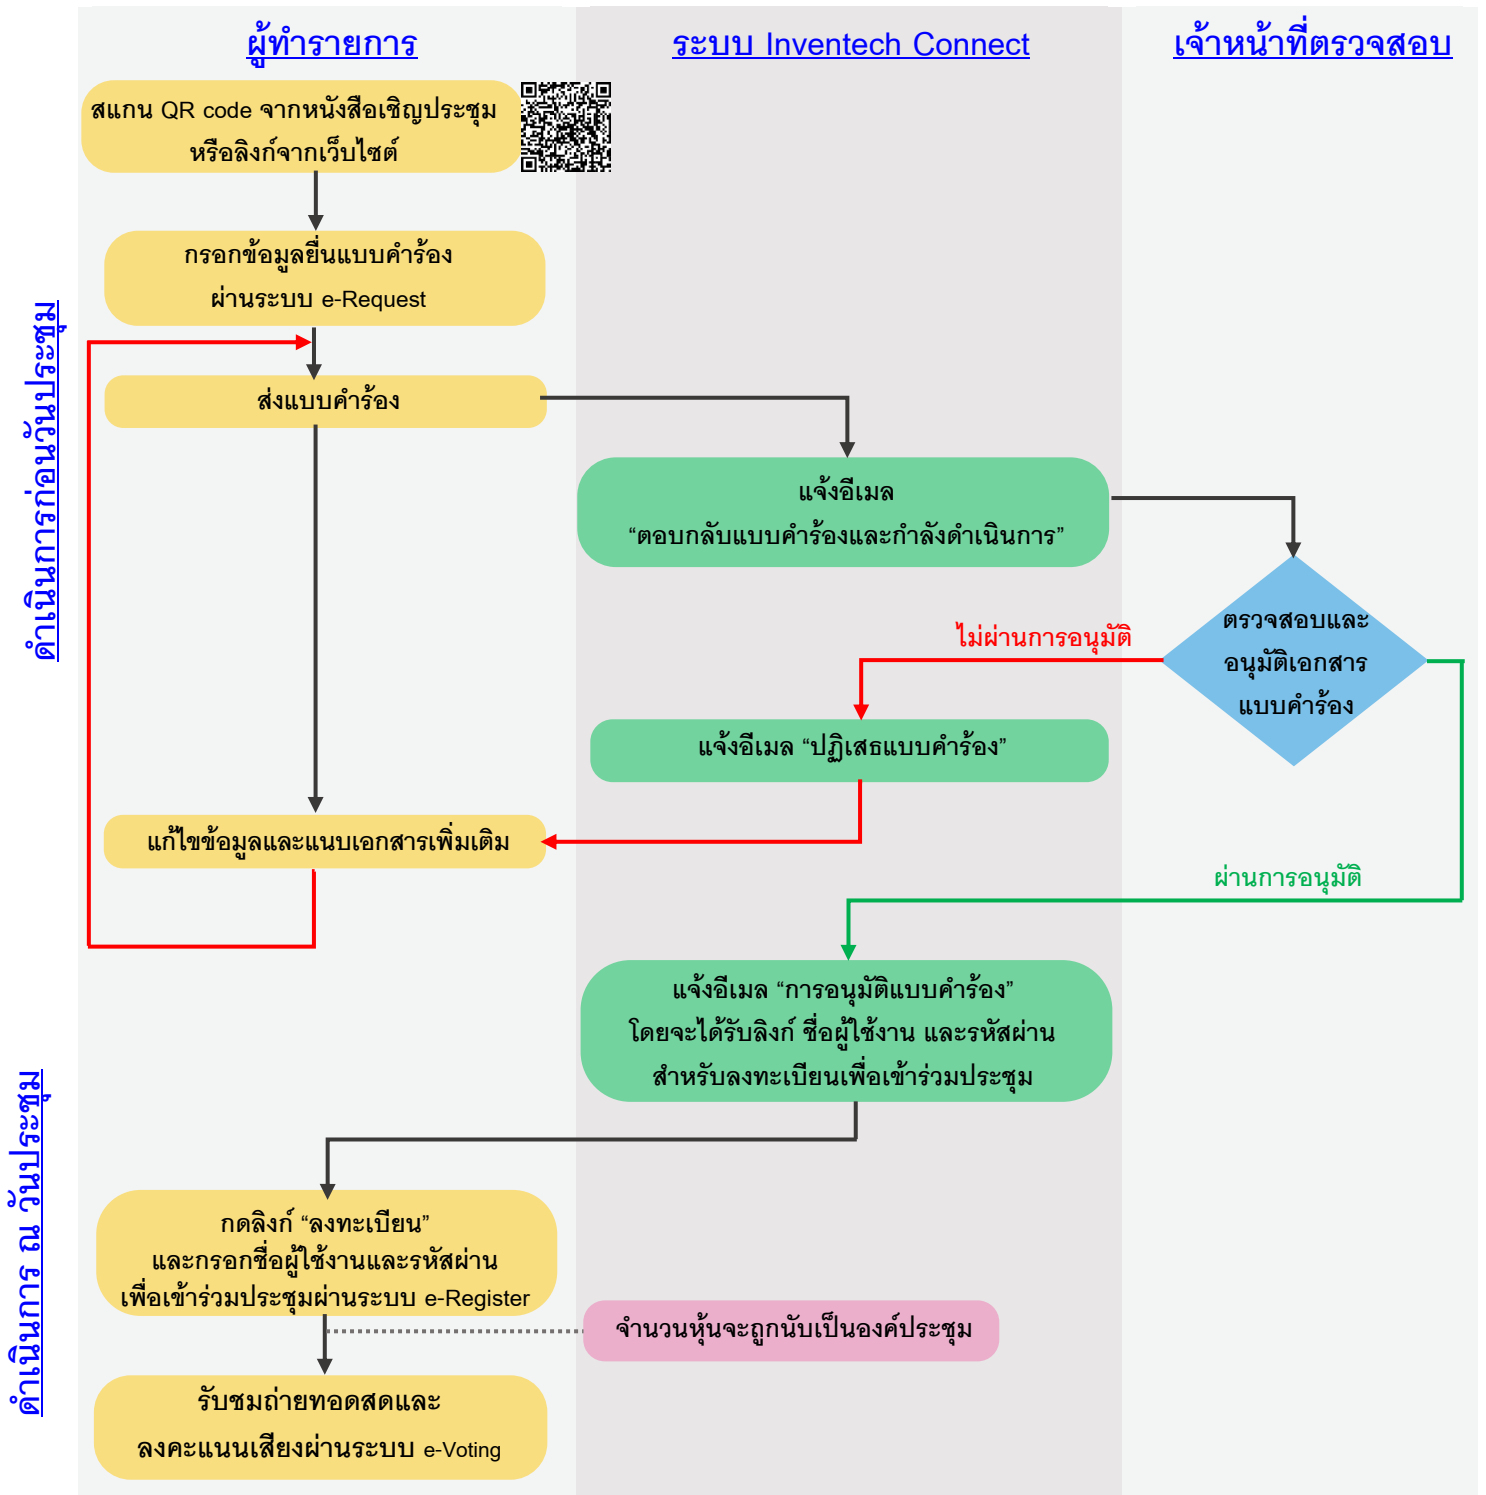 ผู้ทำรายการ
ระบบ Inventech Connect
เจ้าหน้าที่ตรวจสอบ
ดำเนินการก่อนวันประชุม
สแกน QR code จากหนังสือเชิญประชุม
หรือลิงก์จากเว็บไซต์
กรอกข้อมูลยื่นแบบคำร้อง
ผ่านระบบ e-Request
ส่งแบบคำร้อง
แจ้งอีเมล
“ตอบกลับแบบคำร้องและกำลังดำเนินการ”
ตรวจสอบและ
อนุมัติเอกสาร
แบบคำร้อง
ไม่ผ่านการอนุมัติ
แจ้งอีเมล “ปฏิเสธแบบคำร้อง”
แก้ไขข้อมูลและแนบเอกสารเพิ่มเติม
ผ่านการอนุมัติ
แจ้งอีเมล “การอนุมัติแบบคำร้อง”
โดยจะได้รับลิงก์ ชื่อผู้ใช้งาน และรหัสผ่าน
สำหรับลงทะเบียนเพื่อเข้าร่วมประชุม
ดำเนินการ ณ วันประชุม
กดลิงก์ “ลงทะเบียน”
และกรอกชื่อผู้ใช้งานและรหัสผ่าน
เพื่อเข้าร่วมประชุมผ่านระบบ e-Register
จำนวนหุ้นจะถูกนับเป็นองค์ประชุม
รับชมถ่ายทอดสดและ
ลงคะแนนเสียงผ่านระบบ e-Voting